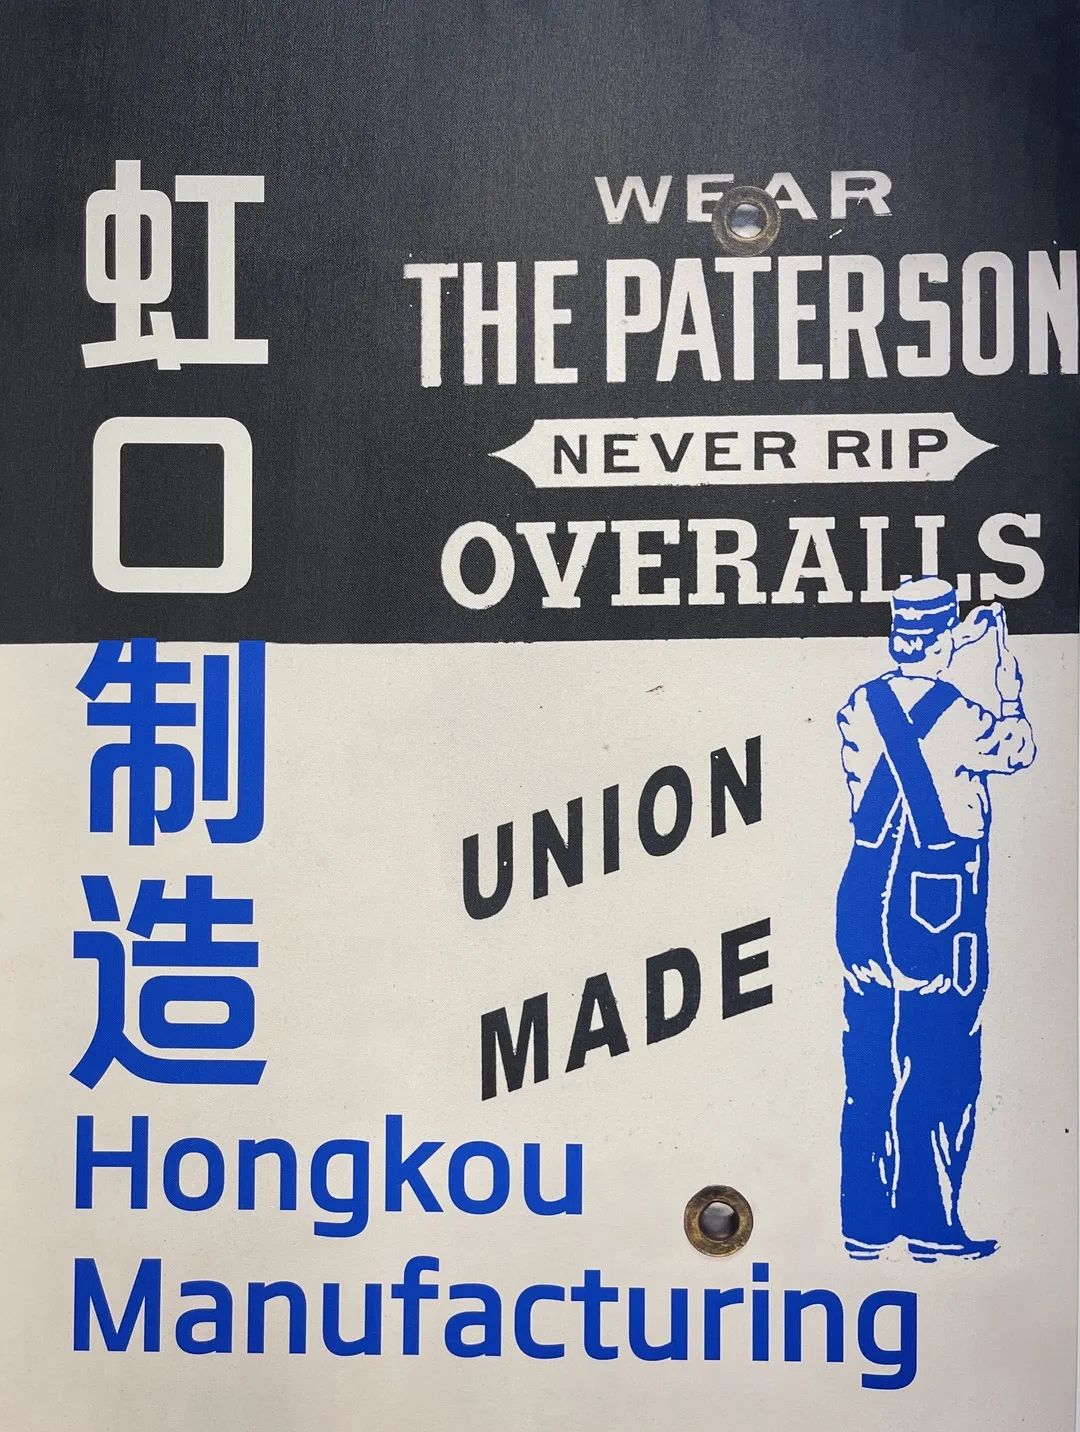 虹口制造
WEAR
THE PATERSON
NEVER RIP
OVERALLS
UNION
MADE
Hongkou
Manufacturing